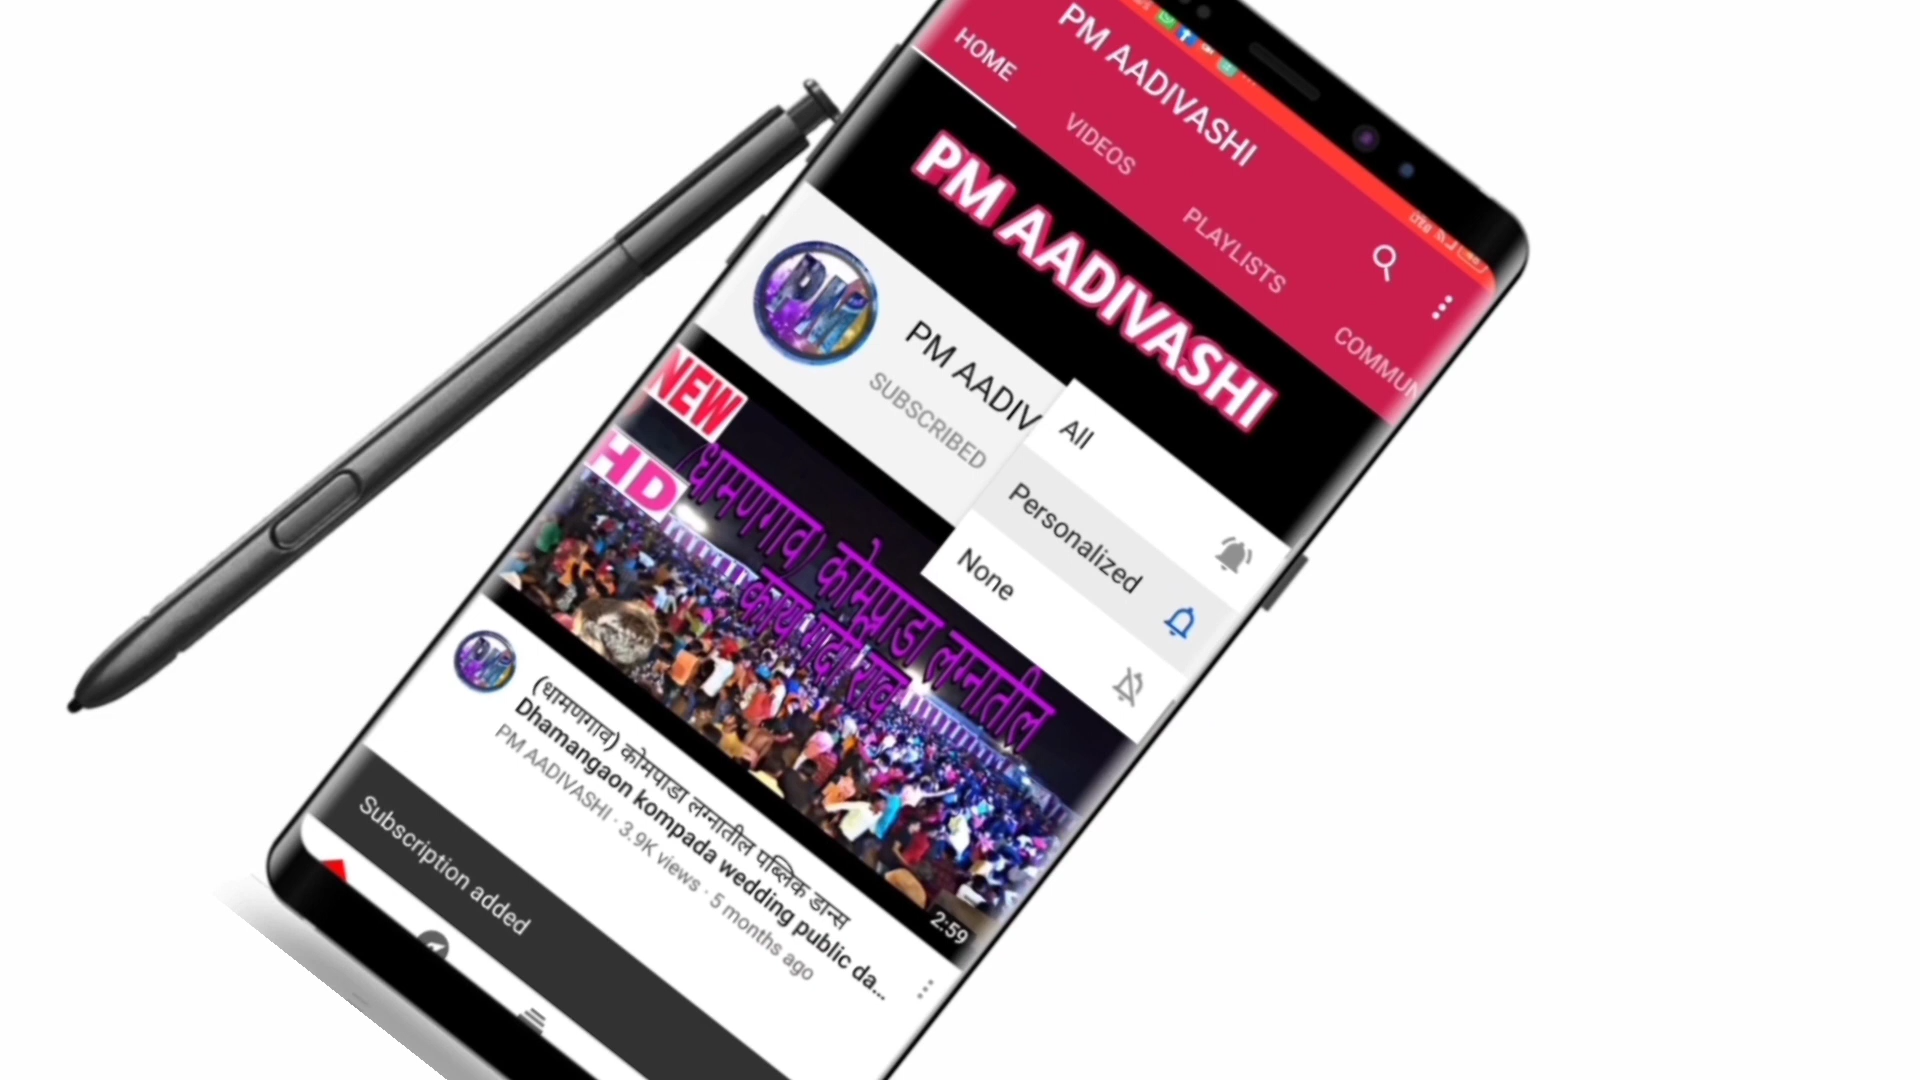 PM AADIVASHI
HOME
VIDEOS
PLAYLISTS
COMMUN
PM AADIVASHI
PM AADIV
SUBSCRIBED
All
Personalized
None
NEW
HD
(धामणगाव) कोमपाडा लग्नातील
2:59
(धामणगाव) कोमपाडा लग्नातील पब्लिक डान्स
Dhamangaon kompada wedding public da...
PM AADIVASHI · 3.9K views · 5 months ago
Subscription added